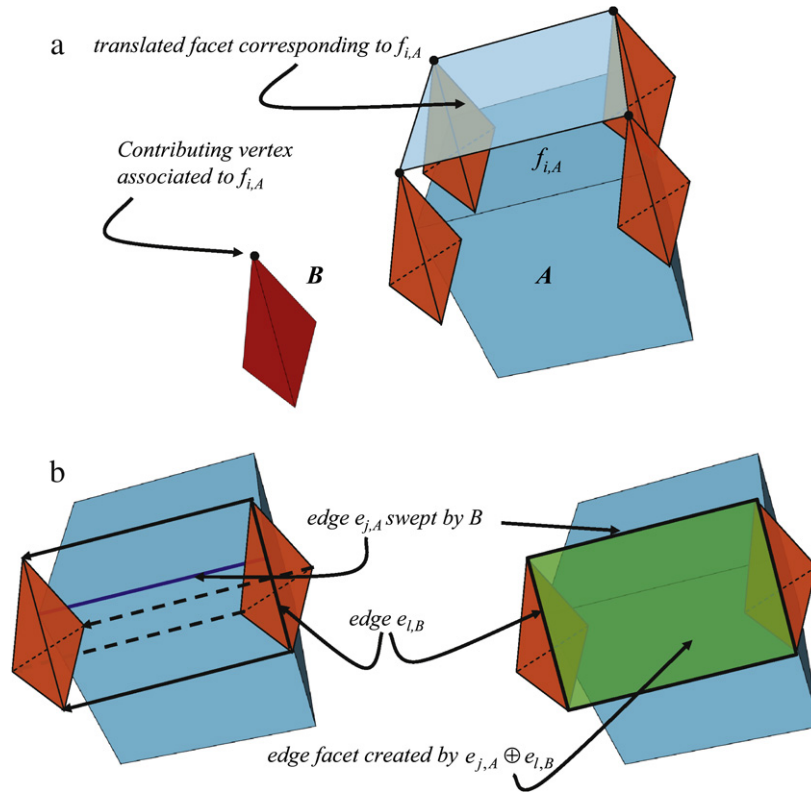 a
translated facet corresponding to f_{i,A}
Contributing vertex
associated to f_{i,A}
f_{i,A}
B
A
b
edge e_{j,A} swept by B
edge e_{l,B}
edge facet created by e_{j,A} ⊕ e_{l,B}